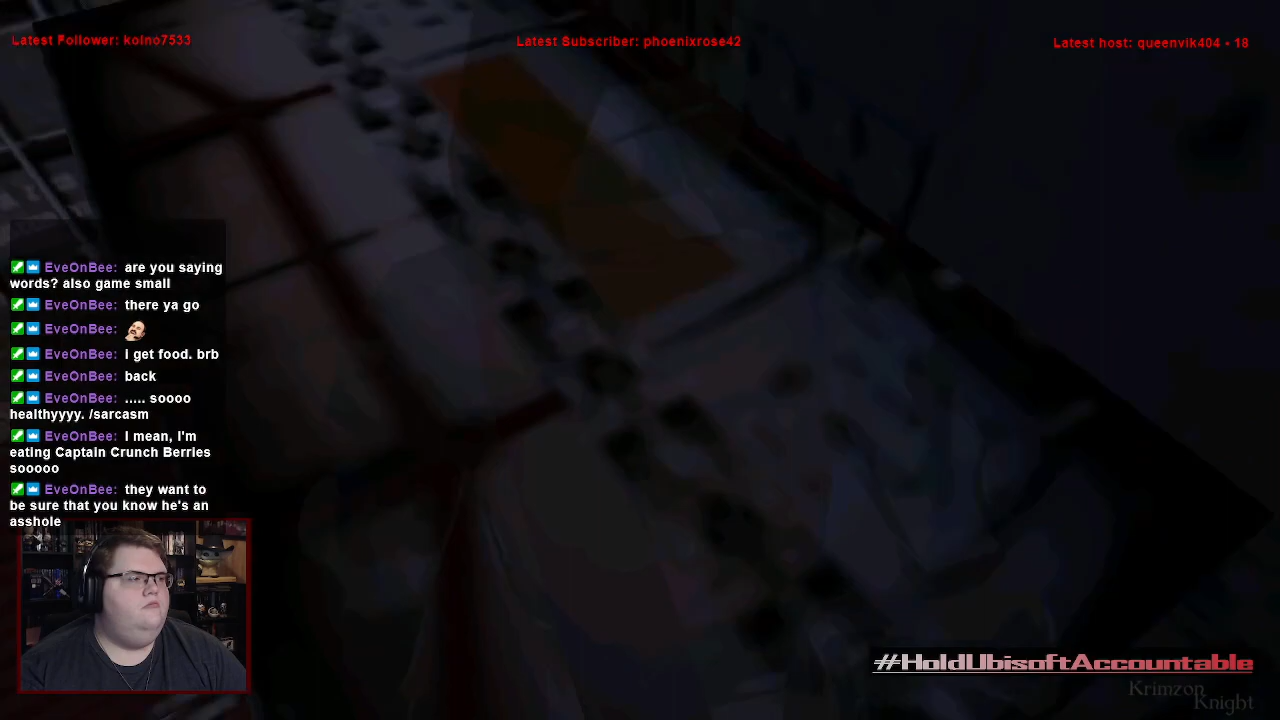 Latest Follower: kolno7533
Latest Subscriber: phoenixrose42
Latest host: queenvik404 - 18
EveOnBee: are you saying
words? also game small
EveOnBee: there ya go
EveOnBee:
EveOnBee: I get food. brb
EveOnBee: back
EveOnBee: ..... soooo
healthyyyy. /sarcasm
EveOnBee: I mean, I'm
eating Captain Crunch Berries
sooooo
EveOnBee: they want to
be sure that you know he's an
asshole
#HoldUbisoftAccountable
Krimzon
Knight